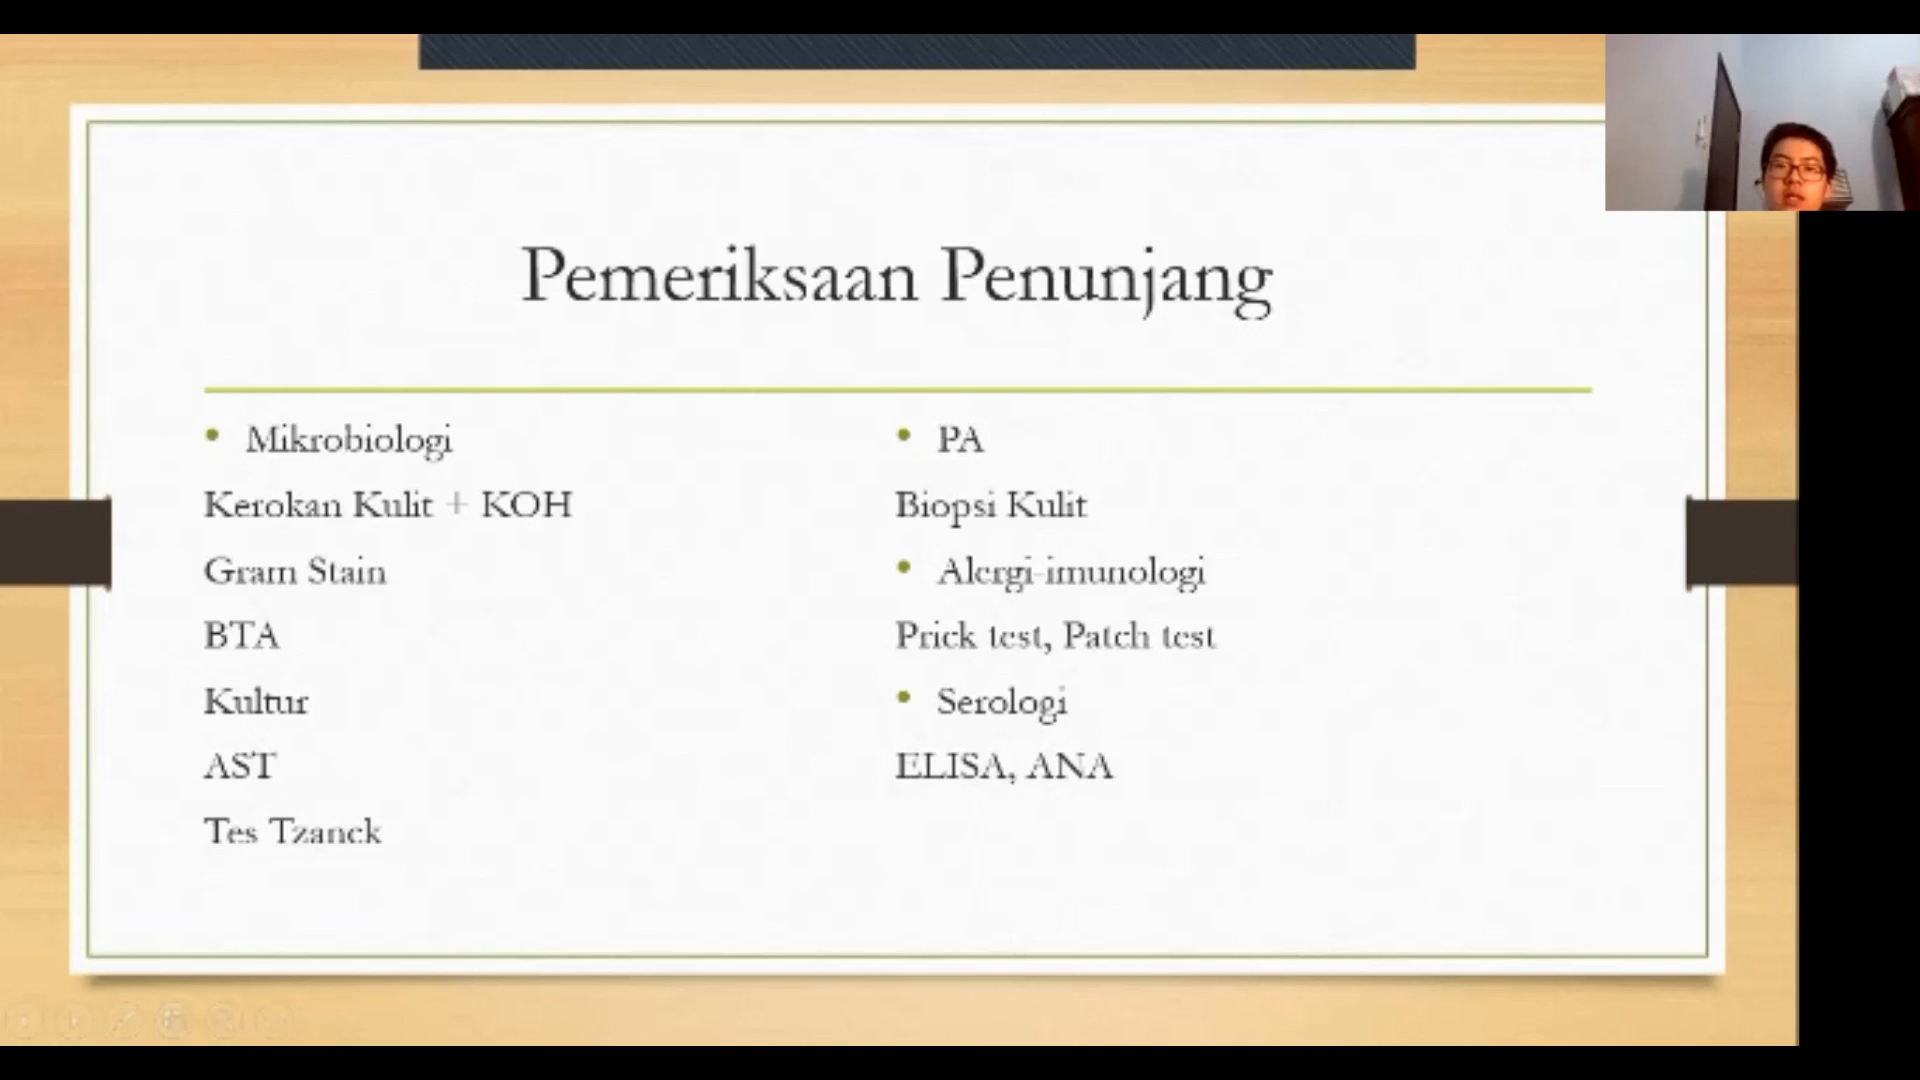 Pemeriksaan Penunjang
Mikrobiologi
Kerokan Kulit + KOH
Gram Stain
BTA
Kultur
AST
Tes Tzanck
PA
Biopsi Kulit
Alergi-imunologi
Prick test, Patch test
Serologi
ELISA, ANA